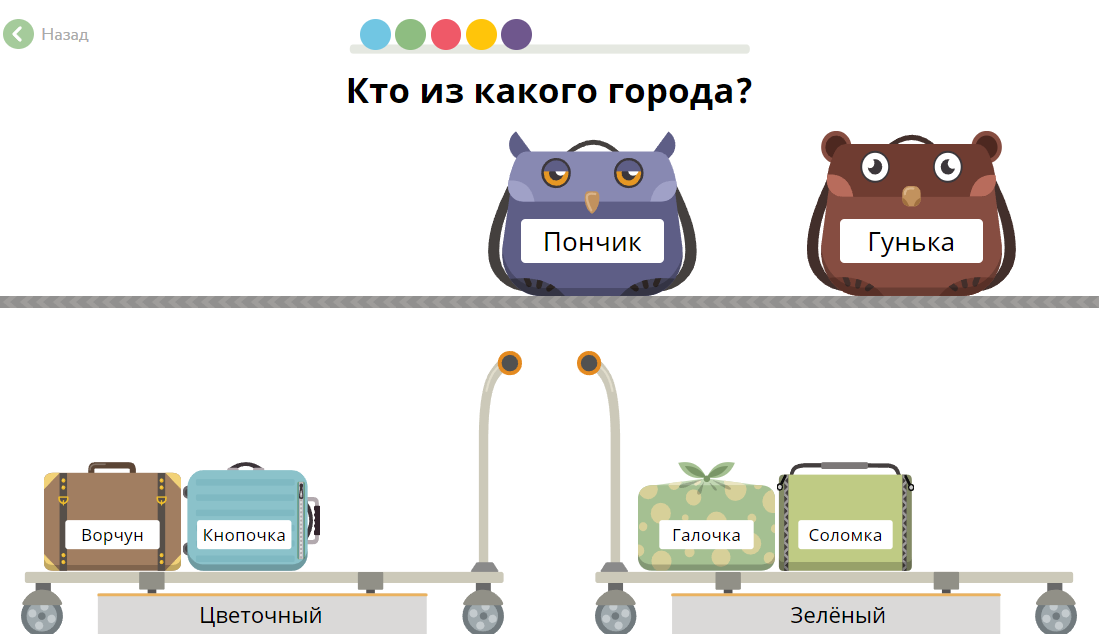 Назад
Кто из какого города?
Пончик
Гунька
Ворчун
Кнопочка
Галочка
Соломка
Цветочный
Зелёный